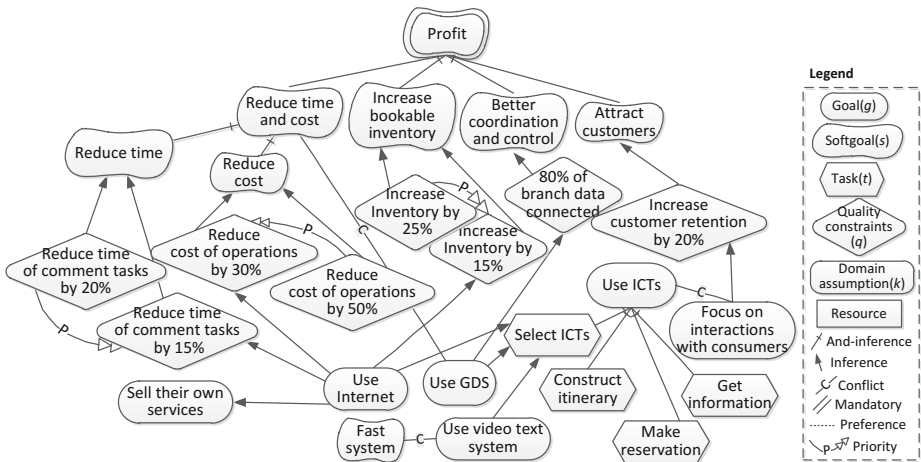 Profit
Reduce time
and cost
Increase
bookable
inventory
Better
coordination
and control
Attract
customers
Reduce time
Reduce
cost
C
Increase
Inventory by
25%
P
Increase
Inventory by
15%
80% of
branch data
connected
Increase
customer retention
by 20%
Reduce time
of comment tasks
by 20%
P
Reduce time
of comment tasks
by 15%
Reduce
cost of operations
by 30%
P
Reduce
cost of operations
by 50%
Use ICTs
C
Focus on
interactions
with consumers
Select ICTs
Construct
itinerary
Get
information
Make
reservation
Use
Internet
Use GDS
Sell their own
services
Fast
system
C
Use video text
system
Legend
Goal(g)
Softgoal(s)
Task(t)
Quality
constraints
(q)
Domain
assumption(k)
Resource
And-inference
Inference
C
Conflict
Mandatory
Preference
P
Priority